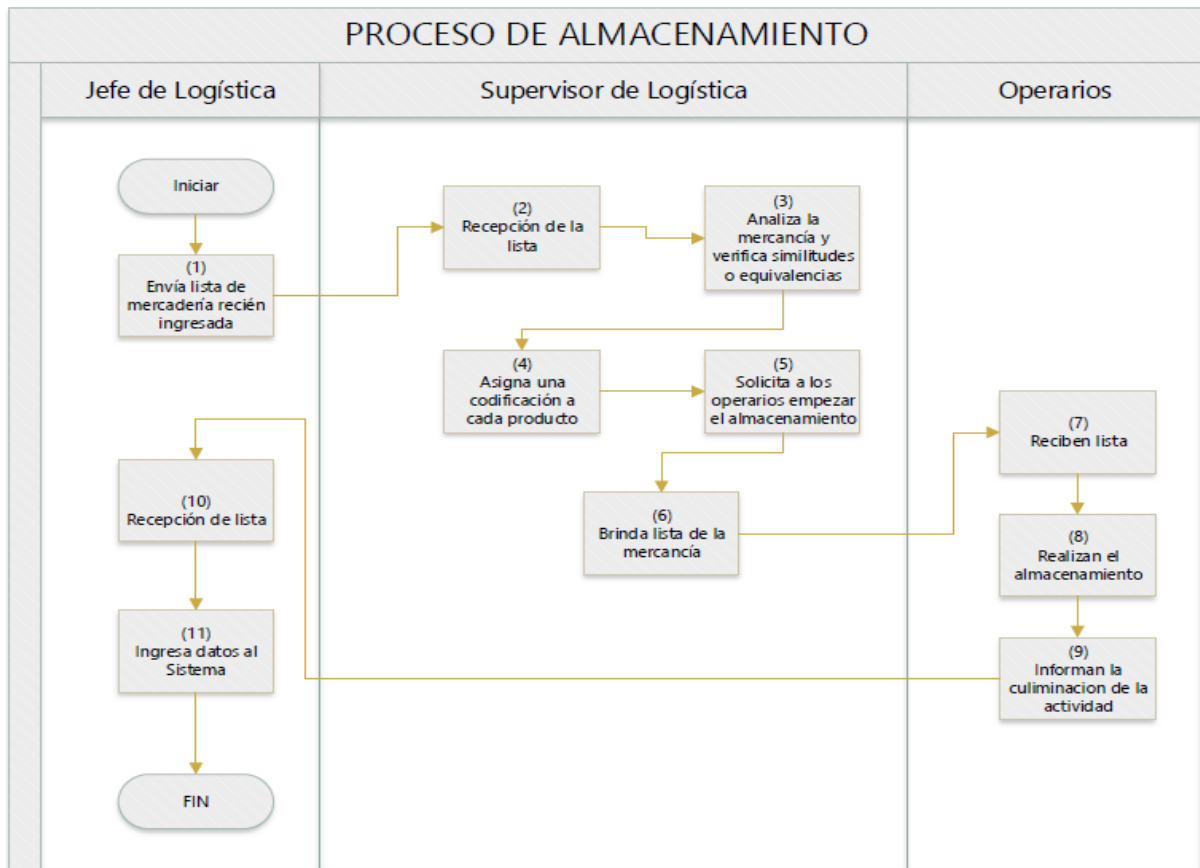 PROCESO DE ALMACENAMIENTO
Jefe de Logística
Supervisor de Logística
Operarios
Iniciar
(1)
Envía lista de
mercadería recién
ingresada
(2)
Recepción de la
lista
(3)
Analiza la
mercancía y
verifica similitudes
o equivalencias
(4)
Asigna una
codificación a
cada producto
(5)
Solicita a los
operarios empezar
el almacenamiento
(6)
Brinda lista de la
mercancía
(7)
Reciben lista
(8)
Realizan el
almacenamiento
(9)
Informan la
culiminacion de la
actividad
(10)
Recepción de lista
(11)
Ingresa datos al
Sistema
FIN